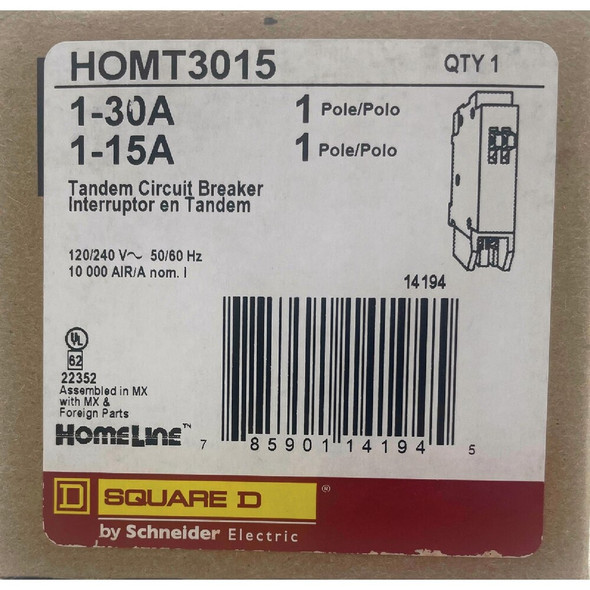 HOMT3015 QTY 1
1-30A 1 Pole/Polo
1-15A 1 Pole/Polo
Tandem Circuit Breaker
Interruptor en Tandem
120/240 V~ 50/60 Hz
10 000 AIR/A nom. I
14194
UL
62
22352
Assembled in MX
with MX &
Foreign Parts
HOMELINE™
7 85901 14194 5
D SQUARE D ®
by Schneider Electric